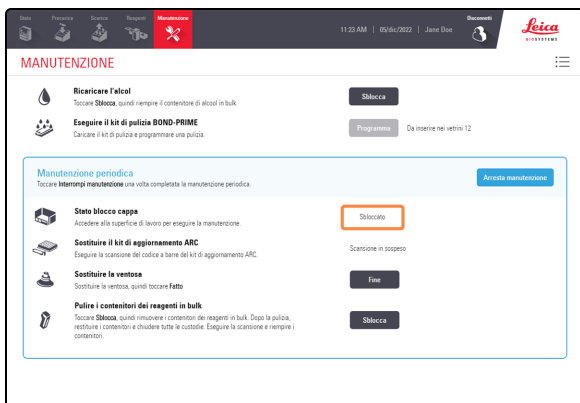 Stato Precarica Scarica Reagenti Manutenzione
11:23 AM | 05/dic/2022 | Jane Doe Disconnetti
Leica
BIOSYSTEMS
MANUTENZIONE
Ricaricare l'alcol
Toccare Sblocca, quindi riempire il contenitore di alcool in bulk.
Sblocca
Eseguire il kit di pulizia BOND-PRIME
Caricare il kit di pulizia e programmare una pulizia.
Programma Da inserire nei vetrini 12
Manutenzione periodica
Toccare Interrompi manutenzione una volta completata la manutenzione periodica.
Arresta manutenzione
Stato blocco cappa
Accedere alla superficie di lavoro per eseguire la manutenzione.
Sbloccato
Sostituire il kit di aggiornamento ARC
Eseguire la scansione del codice a barre del kit di aggiornamento ARC.
Scansione in sospeso
Sostituire la ventosa
Sostituire la ventosa, quindi toccare Fatto
Fine
Pulire i contenitori dei reagenti in bulk
Toccare Sblocca, quindi rimuovere i contenitori dei reagenti in bulk. Dopo la pulizia,
restituire i contenitori e chiudere tutte le custodie. Eseguire la scansione e riempire i
contenitori.
Sblocca